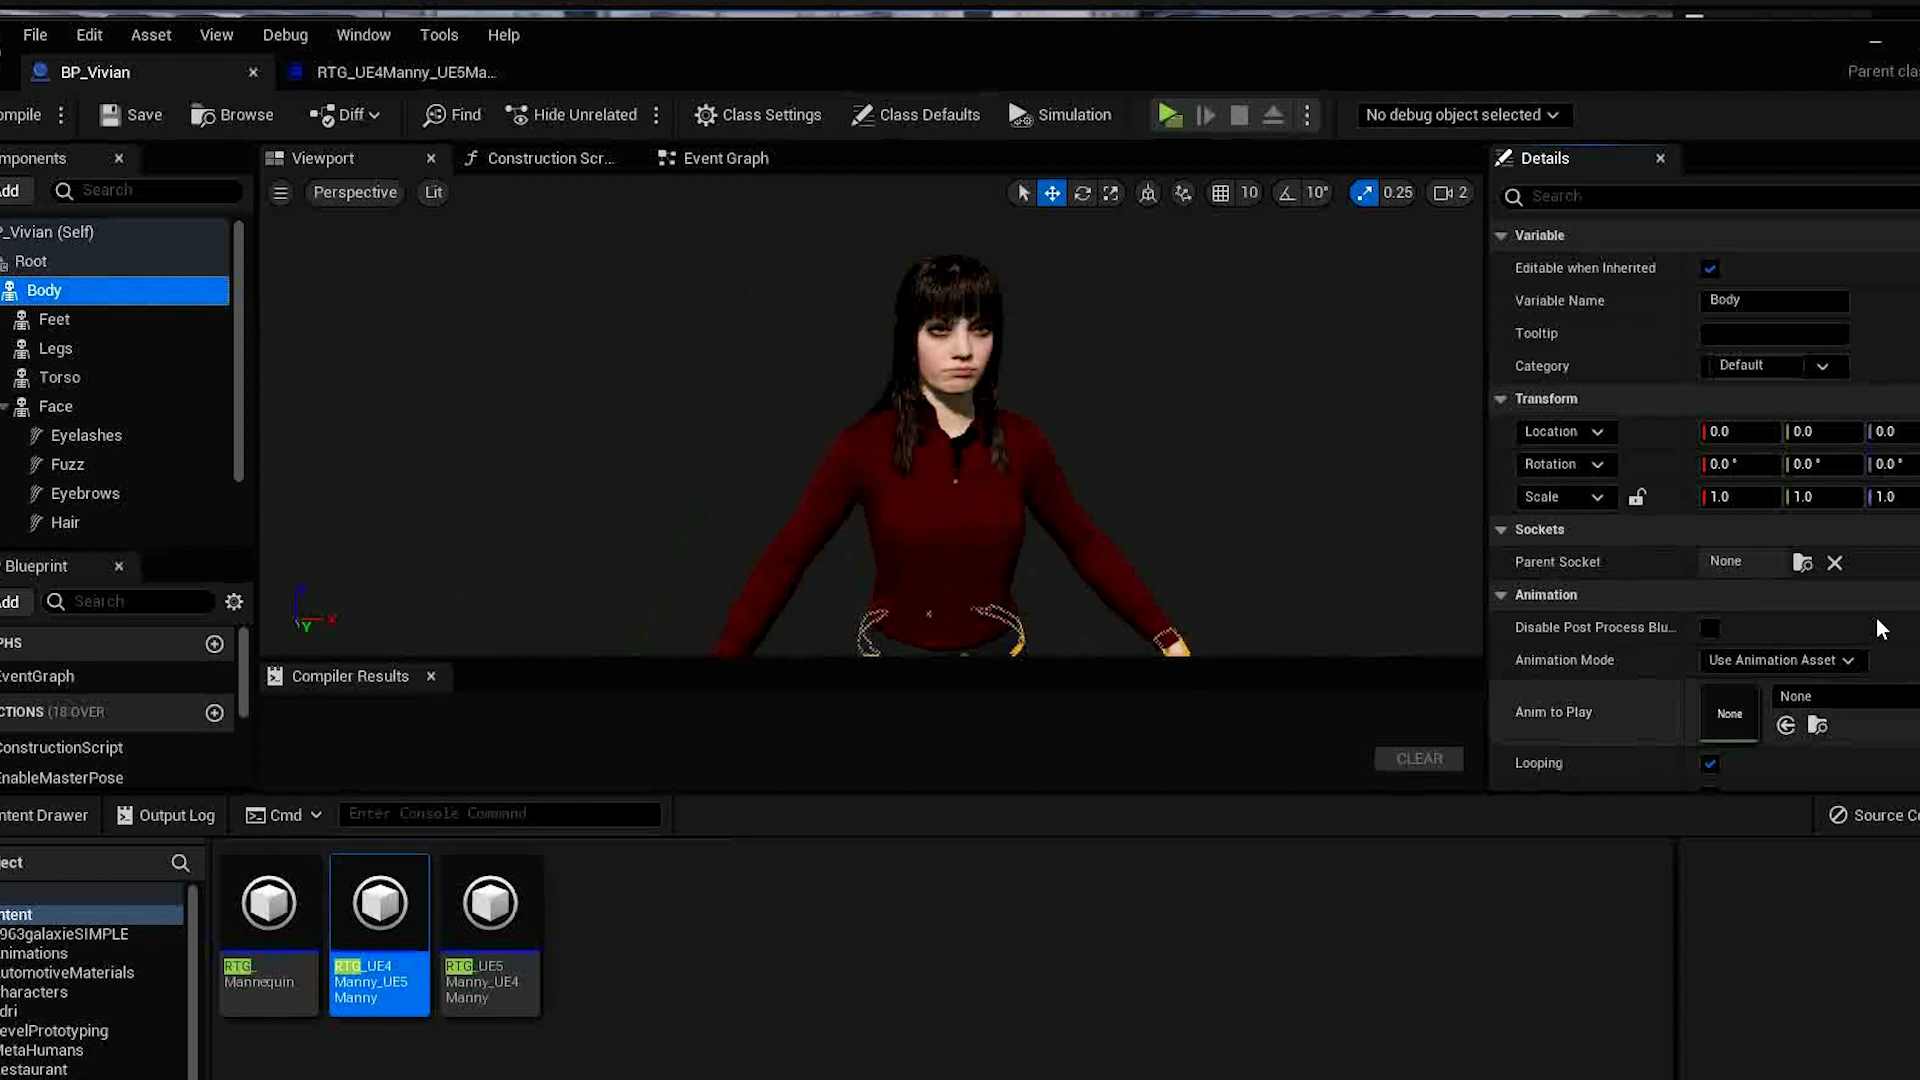 File Edit Asset View Debug Window Tools Help
BP_Vivian RTG_UE4Manny_UE5Ma...
Parent cla
ompile Save Browse Diff Find Hide Unrelated Class Settings Class Defaults Simulation No debug object selected
mponents
dd Search
P_Vivian (Self)
Root
Body
Feet
Legs
Torso
Face
Eyelashes
Fuzz
Eyebrows
Hair
Blueprint
dd Search
PHS
EventGraph
CTIONS (18 OVER
ConstructionScript
EnableMasterPose
Viewport Construction Scr... Event Graph
Perspective Lit 10 10° 0.25 2
X
Y
Compiler Results
CLEAR
Details
Search
Variable
Editable when Inherited
Variable Name Body
Tooltip
Category Default
Transform
Location 0.0 0.0 0.0
Rotation 0.0° 0.0° 0.0°
Scale 1.0 1.0 1.0
Sockets
Parent Socket None
Animation
Disable Post Process Blu...
Animation Mode Use Animation Asset
Anim to Play None None
Looping
ntent Drawer Output Log Cmd Enter Console Command Source Co
ject
ntent
963galaxieSIMPLE
nimations
utomotiveMaterials
haracters
dri
evelPrototyping
MetaHumans
estaurant
RTG_
Mannequin
RTG_UE4
Manny_UE5
Manny
RTG_UE5
Manny_UE4
Manny